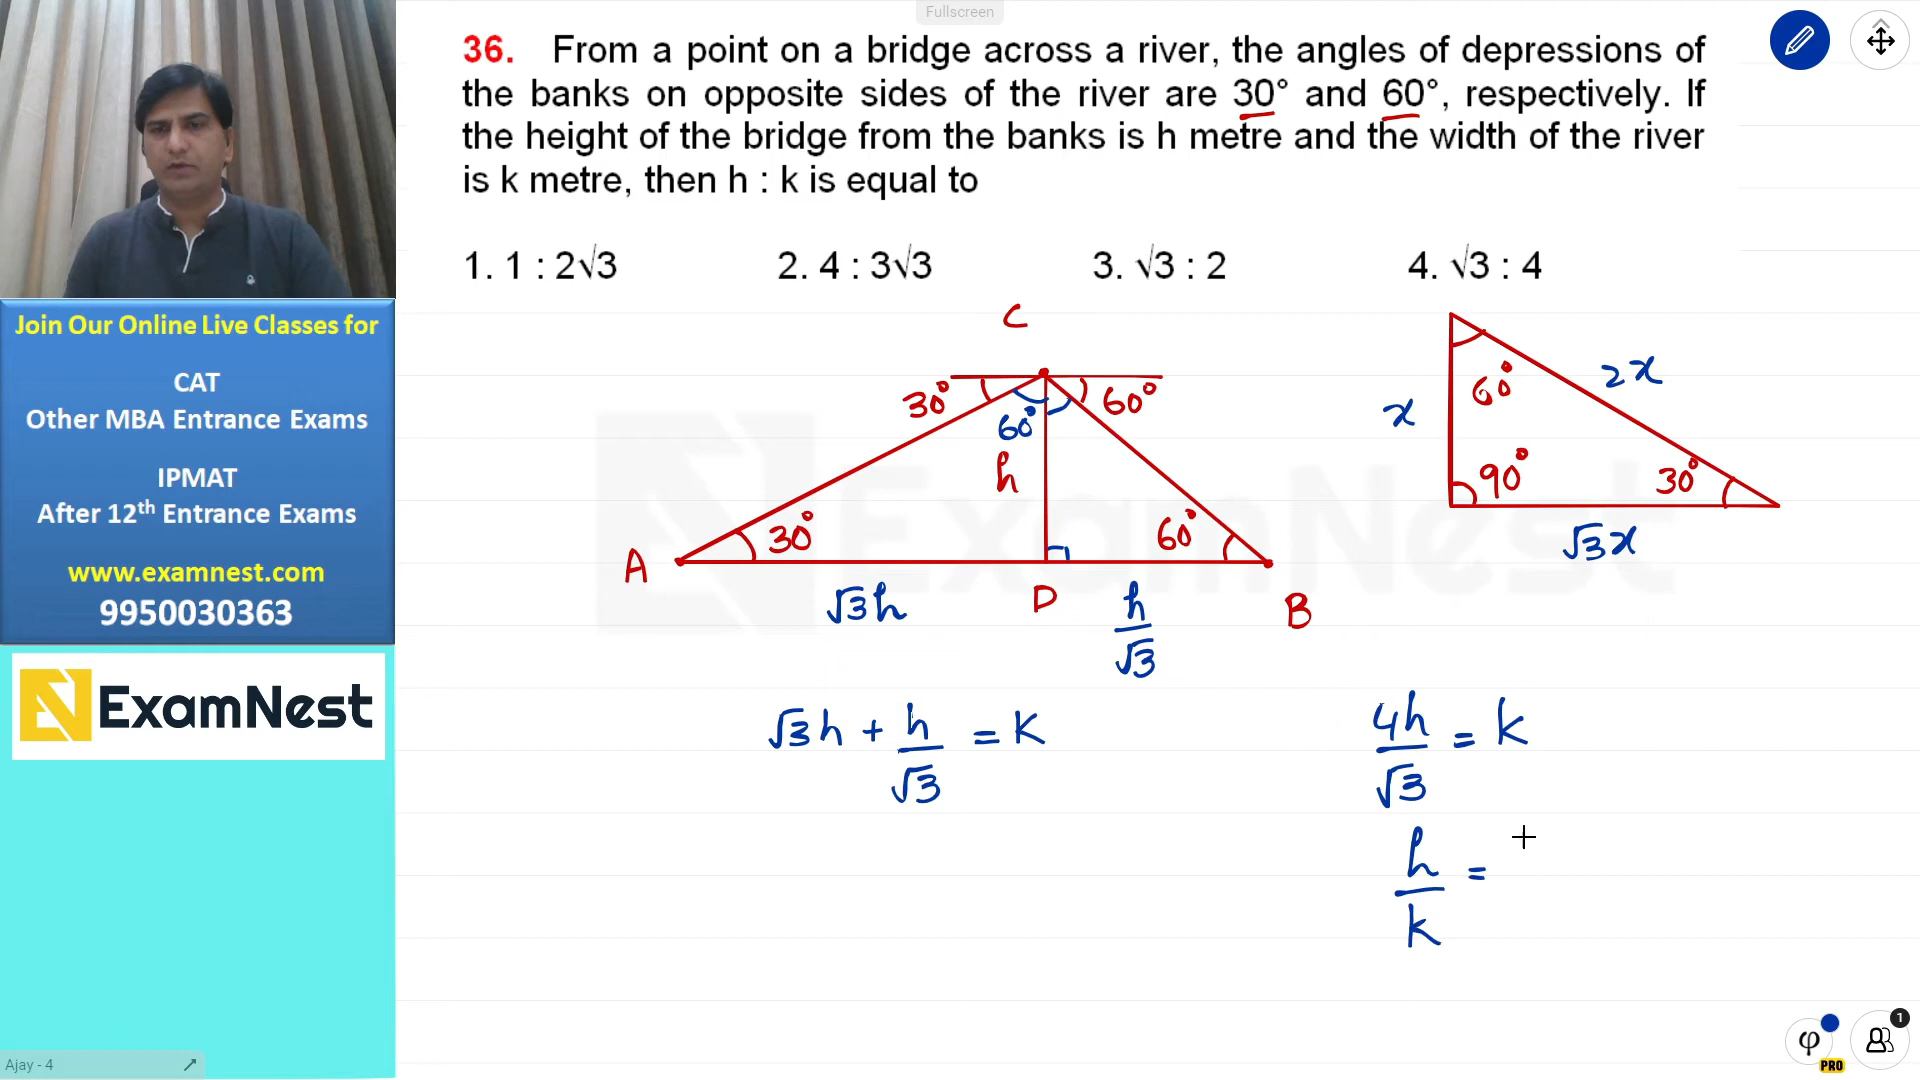 Fullscreen
36. From a point on a bridge across a river, the angles of depressions of
the banks on opposite sides of the river are 30° and 60°, respectively. If
the height of the bridge from the banks is h metre and the width of the river
is k metre, then h : k is equal to
1. 1 : 2√3 2. 4 : 3√3 3. √3 : 2 4. √3 : 4
Join Our Online Live Classes for
CAT
Other MBA Entrance Exams
IPMAT
After 12th Entrance Exams
www.examnest.com
9950030363
ExamNest
C
30° 60°
60°
h
30° 60°
A D B
√3h h/√3
60°
2x
x
90° 30°
√3x
ExamNest
√3h + h/√3 = K
4h/√3 = k
h/k =
Ajay - 4
φ
PRO
1